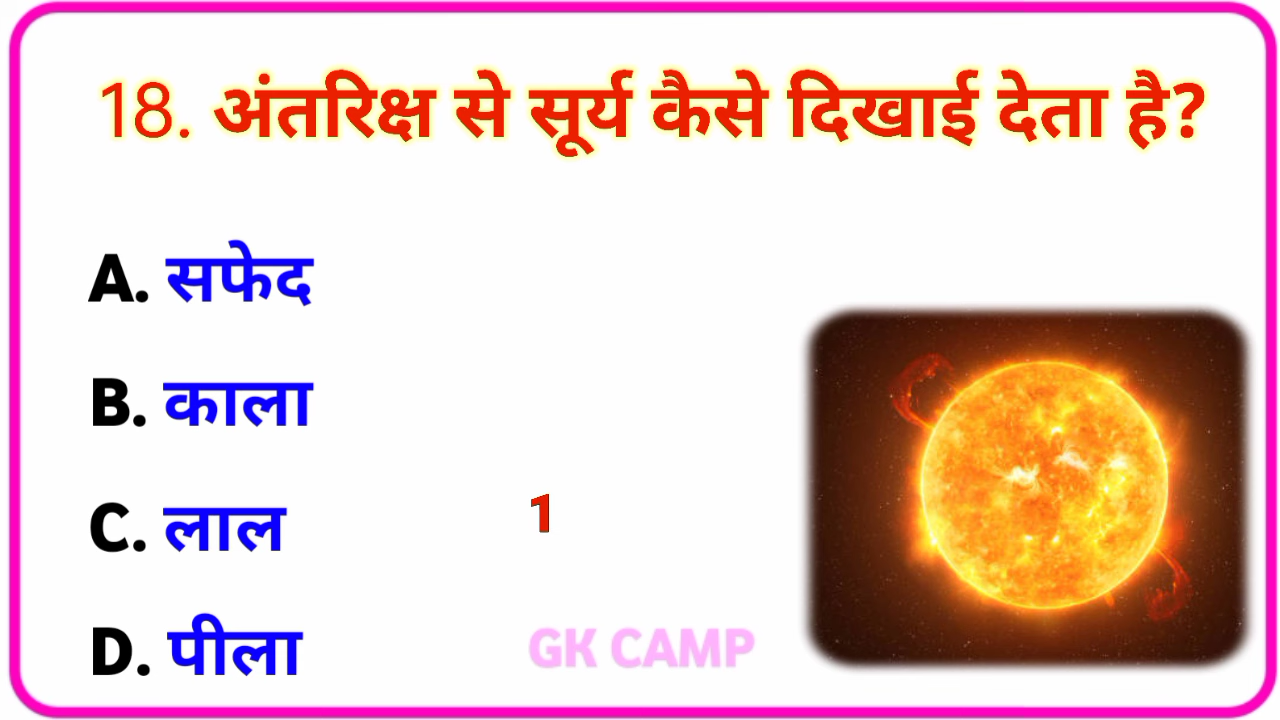 18. अंतरिक्ष से सूर्य कैसे दिखाई देता है?
A. सफेद
B. काला
C. लाल
1
D. पीला
GK CAMP